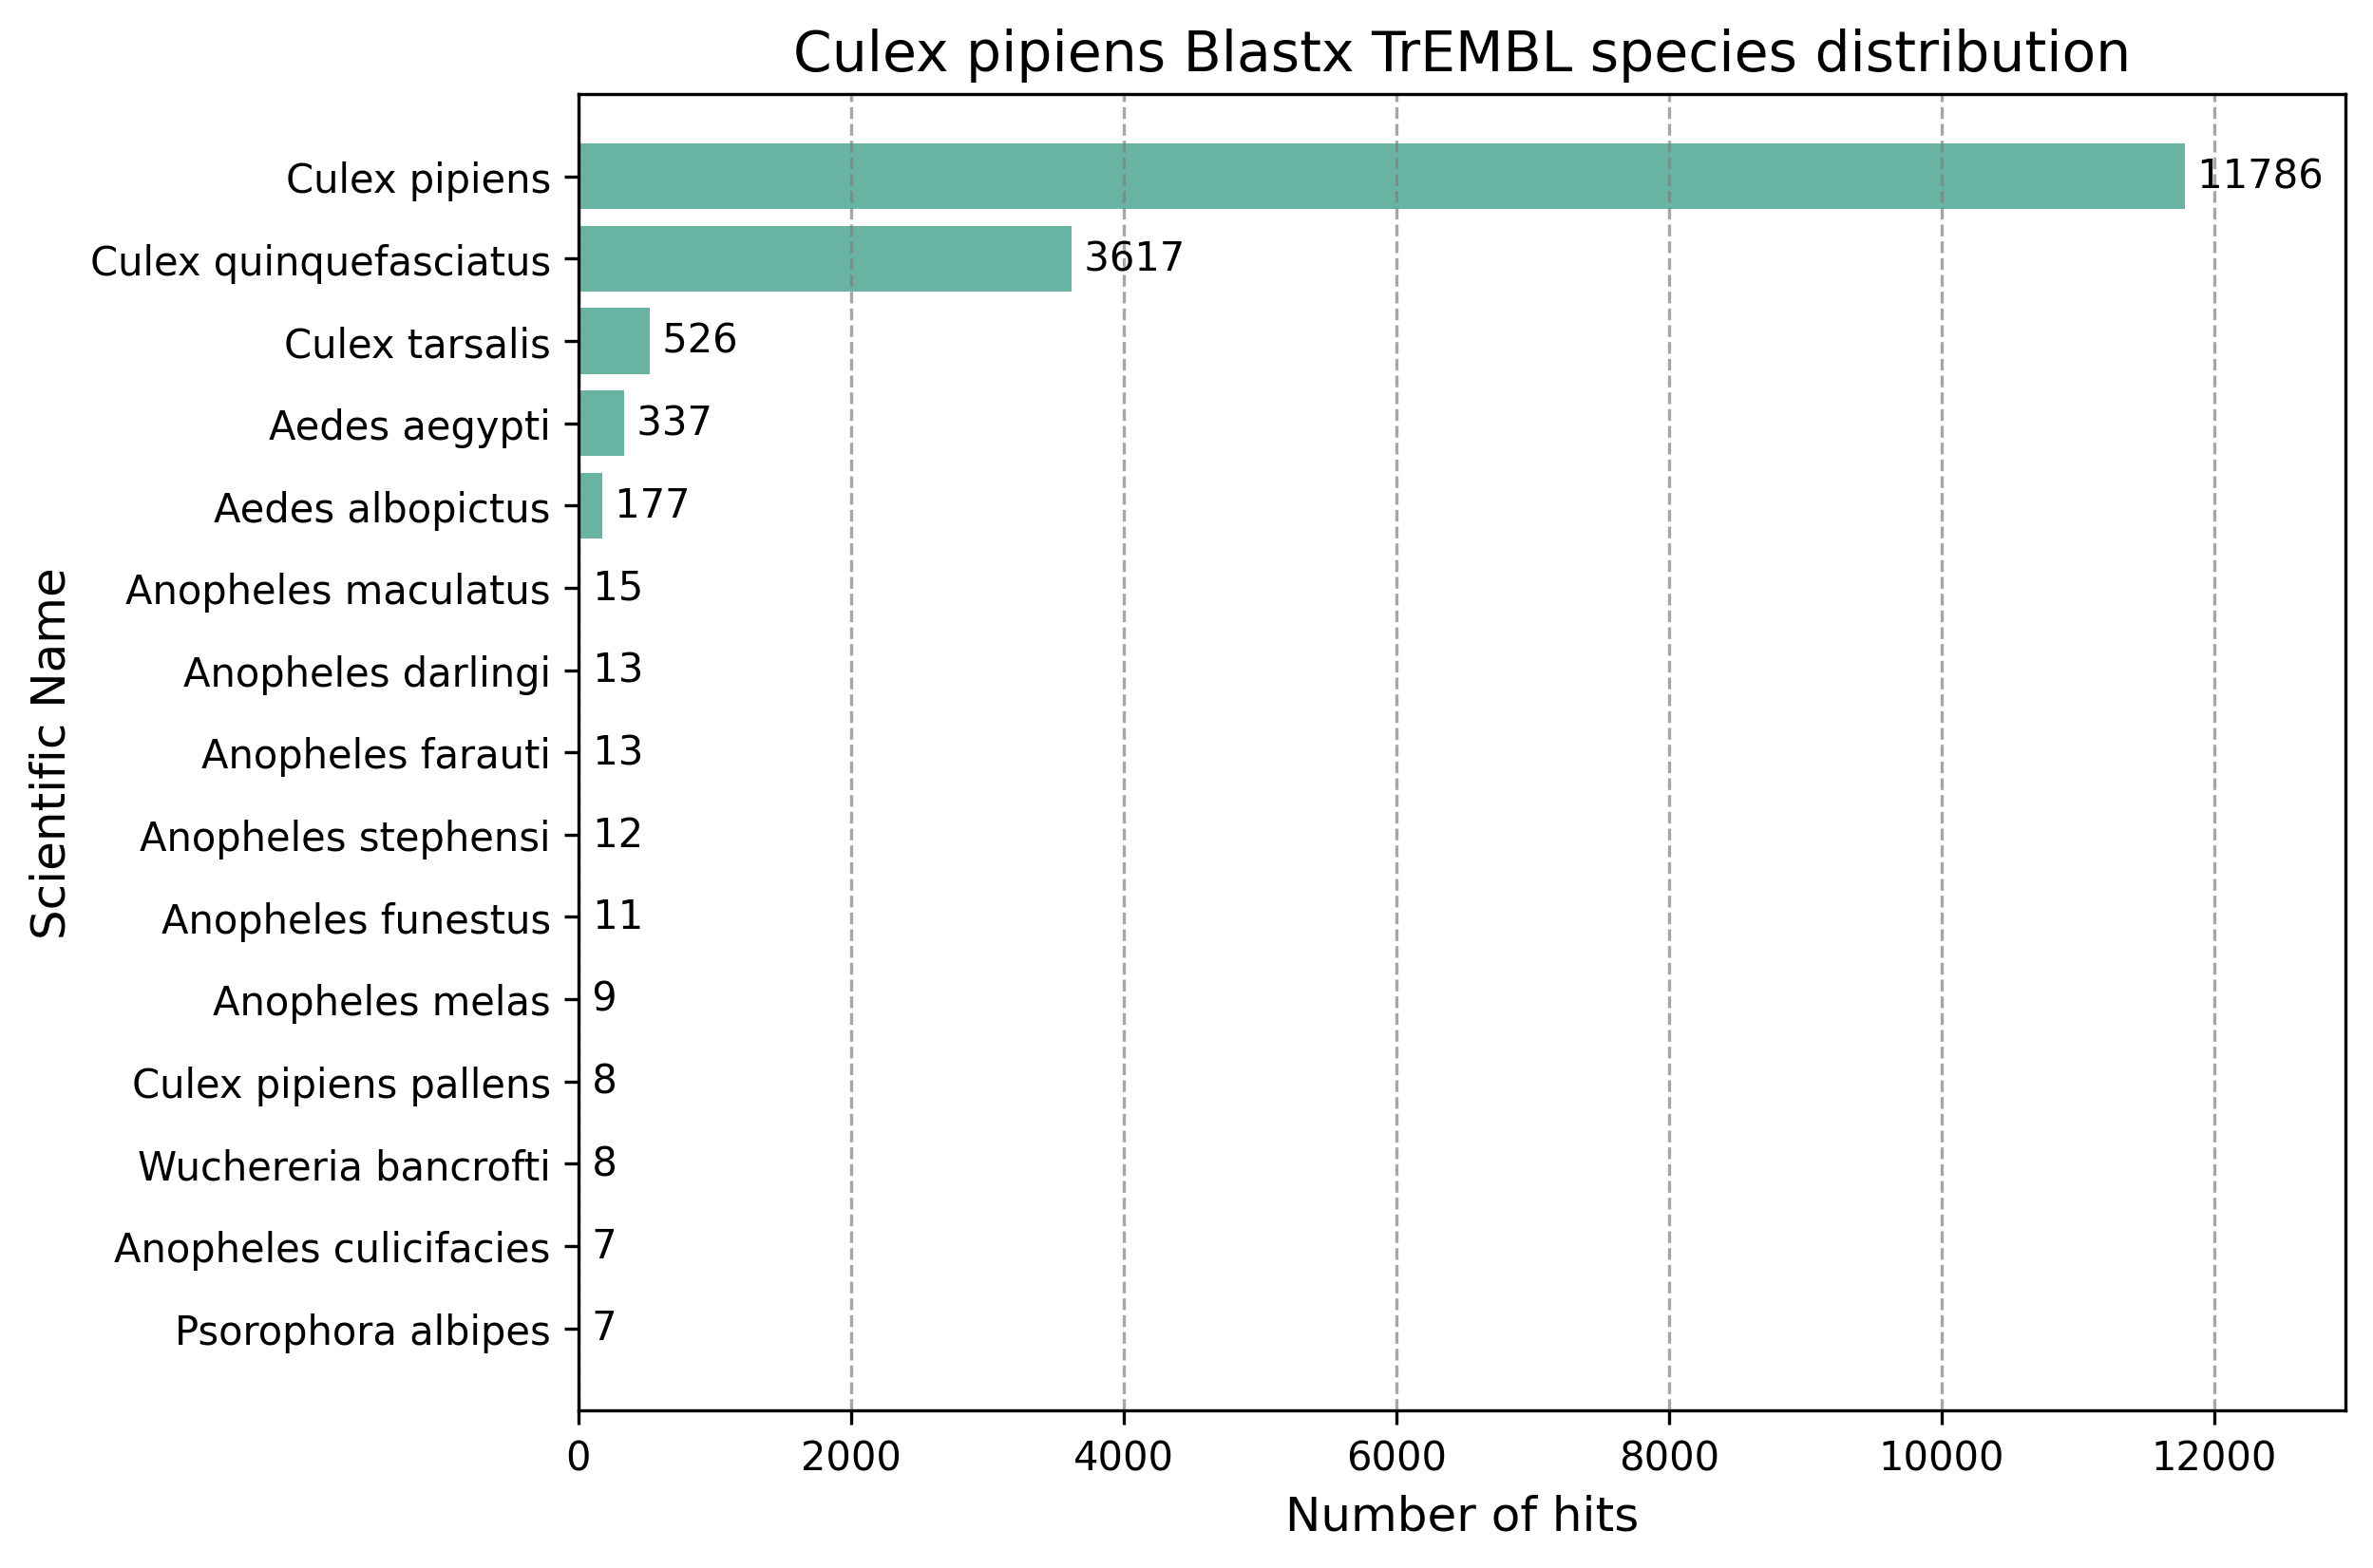 Culex pipiens Blastx TrEMBL species distribution
Scientific Name
Culex pipiens 11786
Culex quinquefasciatus 3617
Culex tarsalis 526
Aedes aegypti 337
Aedes albopictus 177
Anopheles maculatus 15
Anopheles darlingi 13
Anopheles farauti 13
Anopheles stephensi 12
Anopheles funestus 11
Anopheles melas 9
Culex pipiens pallens 8
Wuchereria bancrofti 8
Anopheles culicifacies 7
Psorophora albipes 7
0 2000 4000 6000 8000 10000 12000
Number of hits